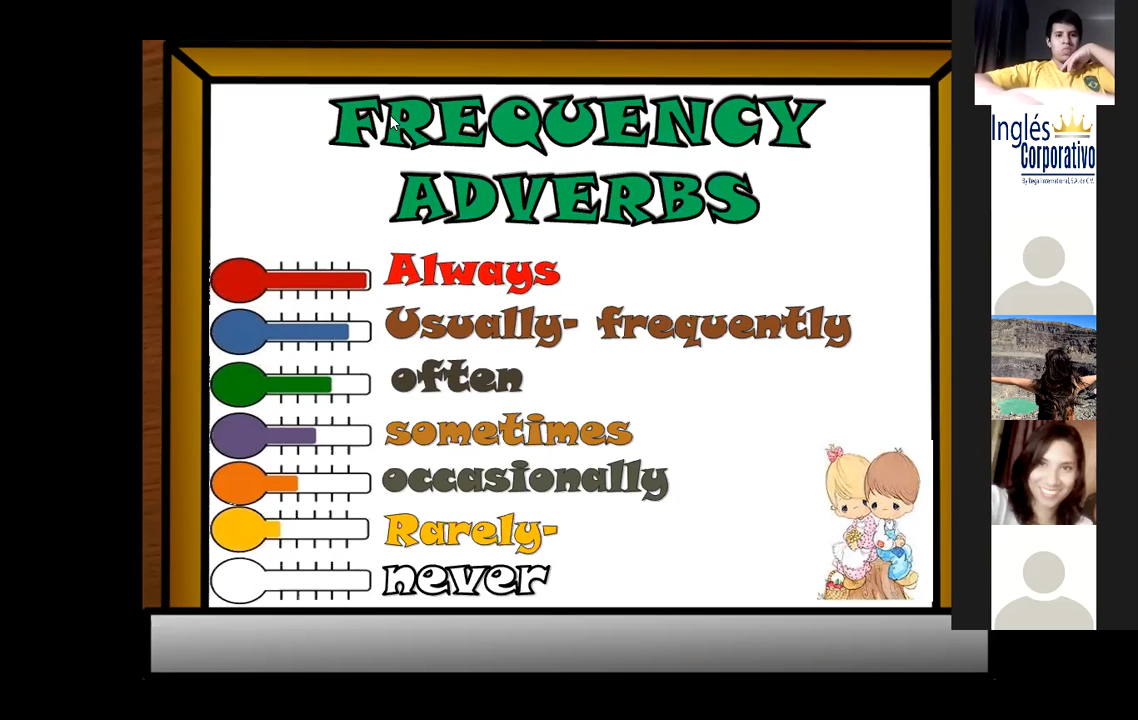 FREQUENCY
ADVERBS
Always
Usually- frequently
often
sometimes
occasionally
Rarely-
never
Inglés
Corporativo